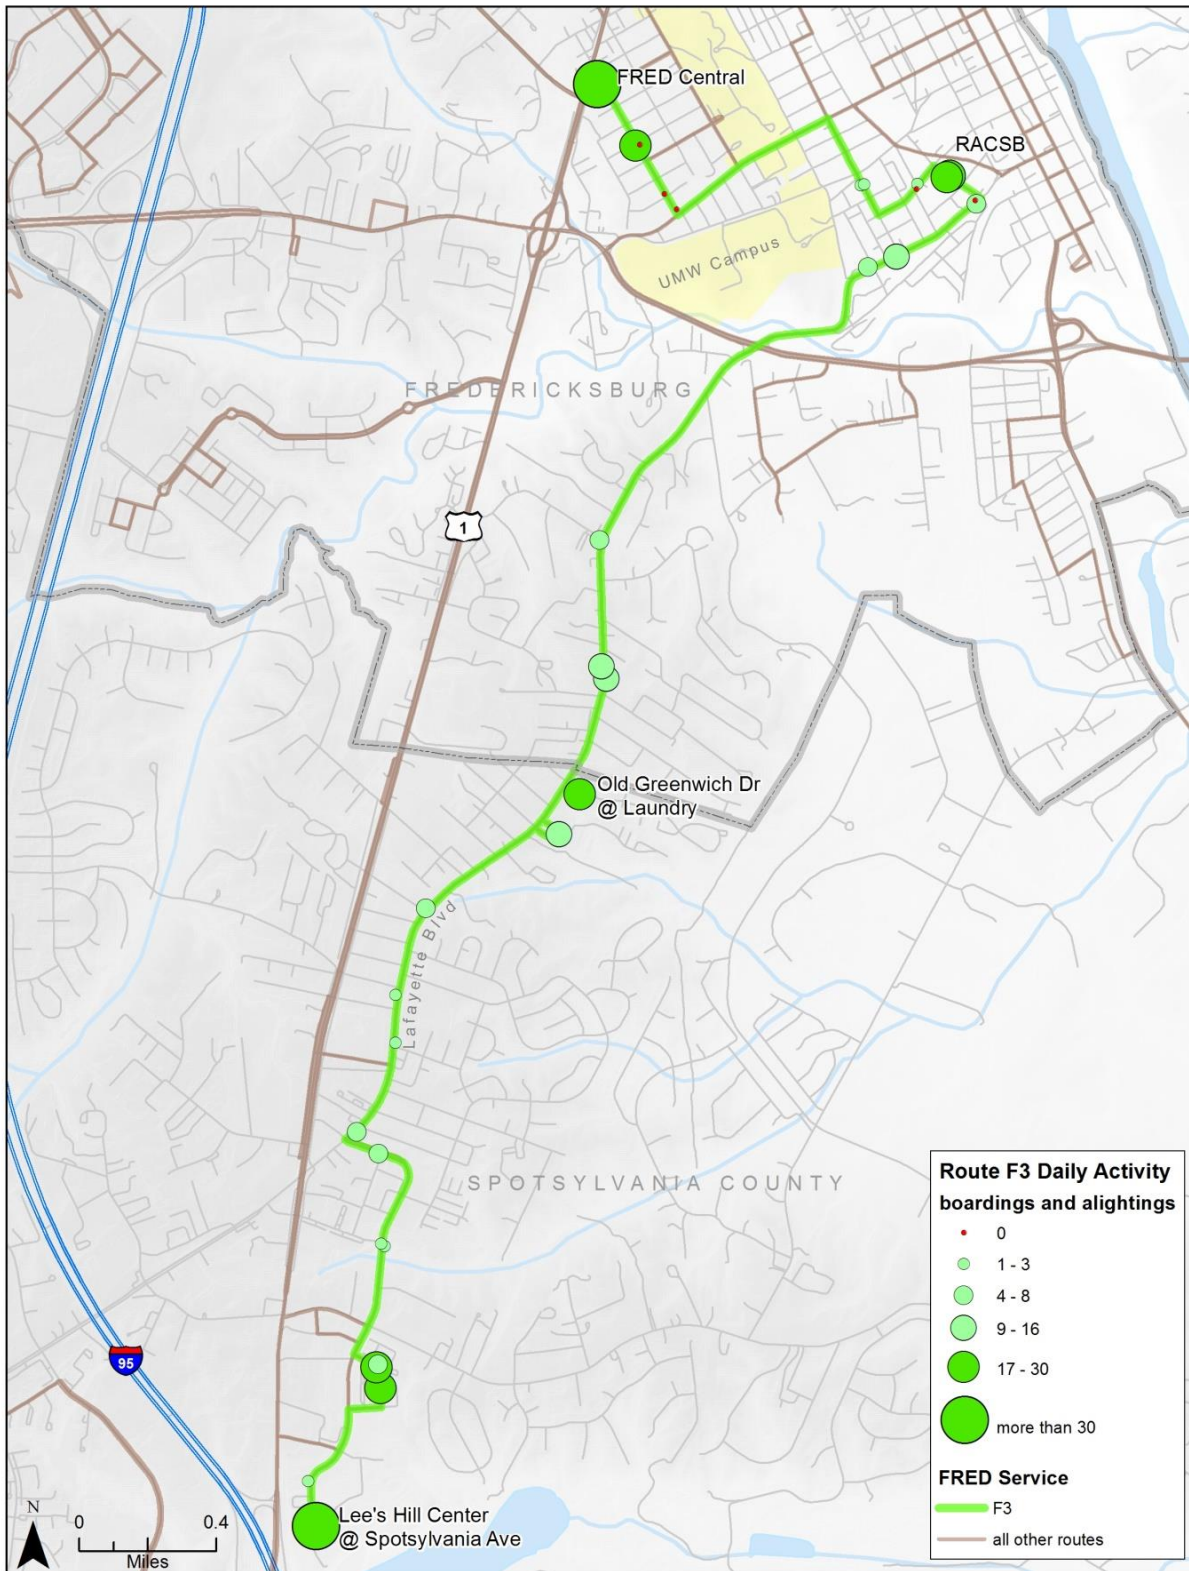 FRED Central
RACSB
UMW Campus
FREDERICKSBURG
1
Old Greenwich Dr
@ Laundry
Lafayette Blvd
SPOTSYLVANIA COUNTY
95
Lee's Hill Center
@ Spotsylvania Ave
N
0 0.4
Miles
Route F3 Daily Activity
boardings and alightings
0
1 - 3
4 - 8
9 - 16
17 - 30
more than 30
FRED Service
F3
all other routes